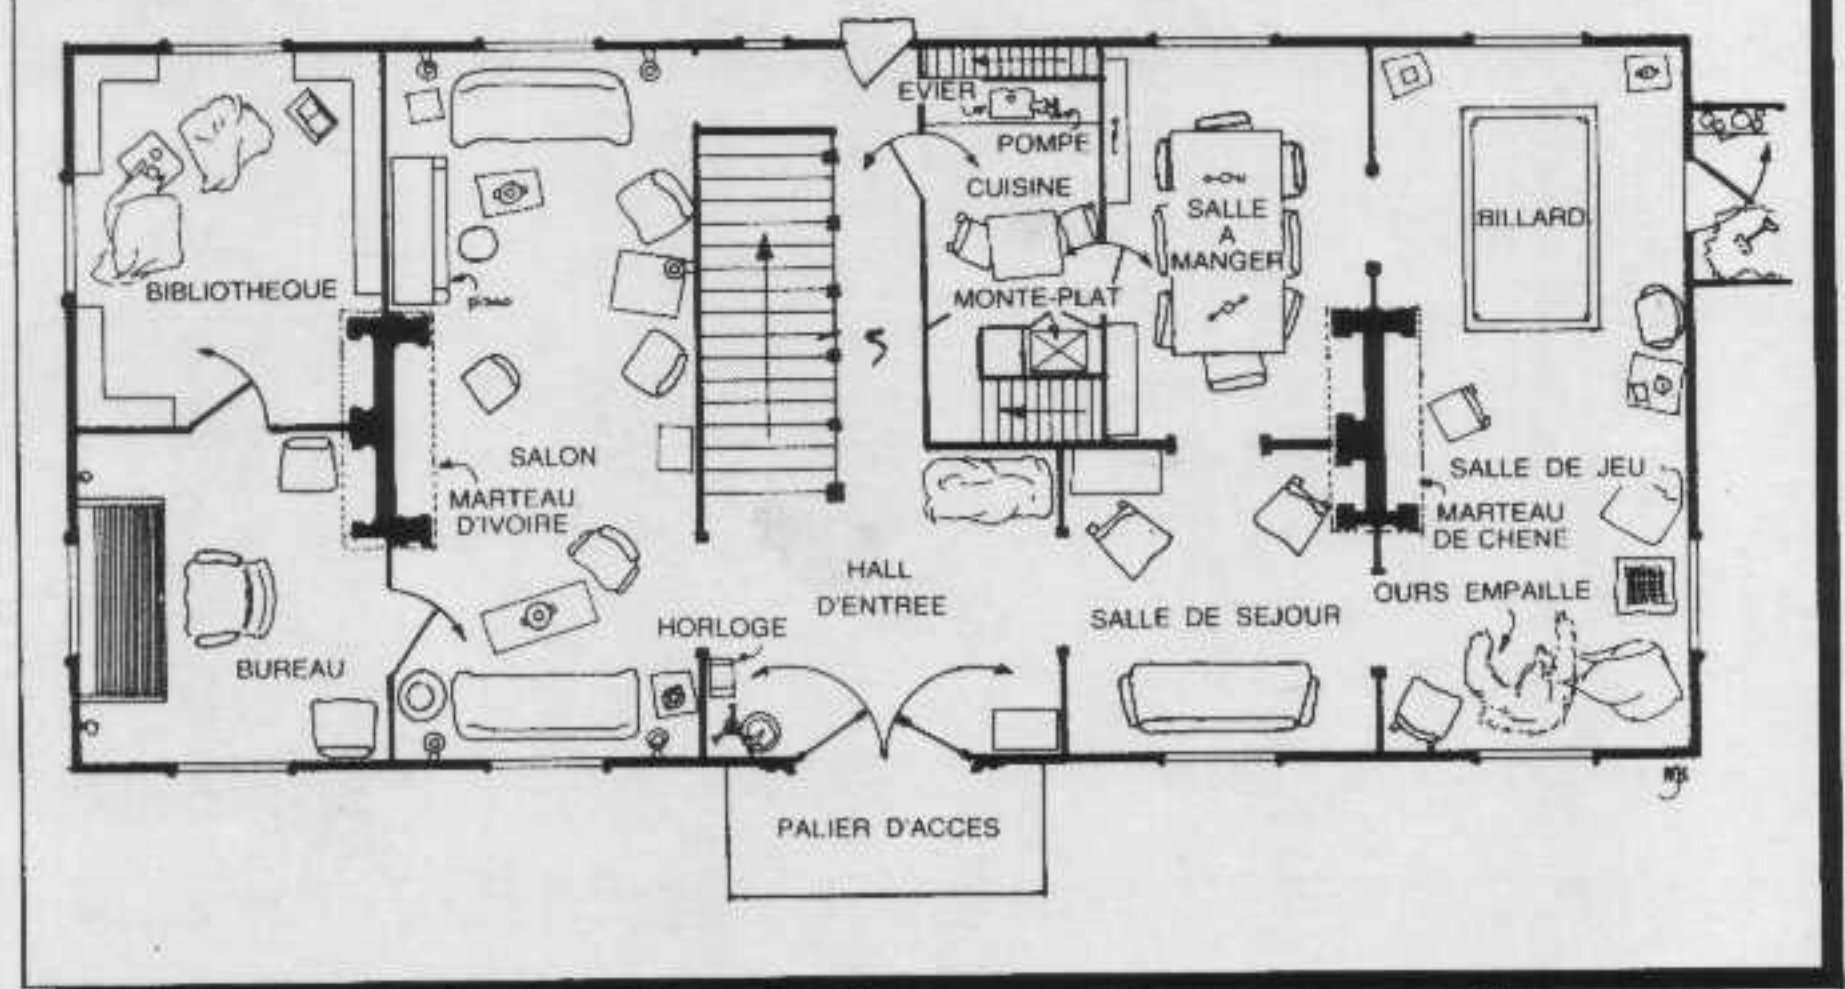 EVIER
POMPE
CUISINE
SALLE
A
MANGER
BILLARD
BIBLIOTHEQUE
piano
MONTE-PLAT
SALON
MARTEAU
D'IVOIRE
SALLE DE JEU
MARTEAU
DE CHENE
HALL
D'ENTREE
OURS EMPAILLE
HORLOGE
SALLE DE SEJOUR
BUREAU
PALIER D'ACCES